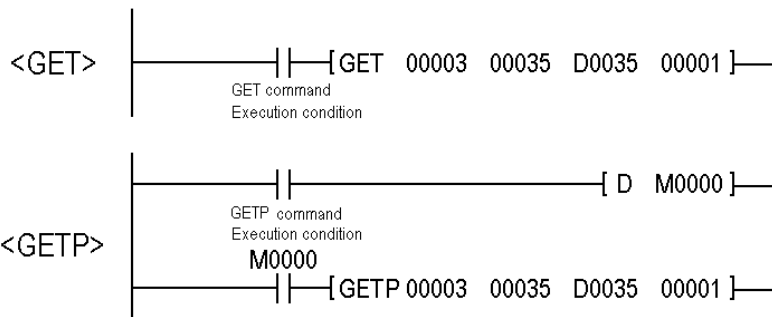 <GET>
[GET 00003 00035 D0035 00001]
GET command
Execution condition
[D M0000]
GETP command
Execution condition
<GETP>
M0000
[GETP 00003 00035 D0035 00001]